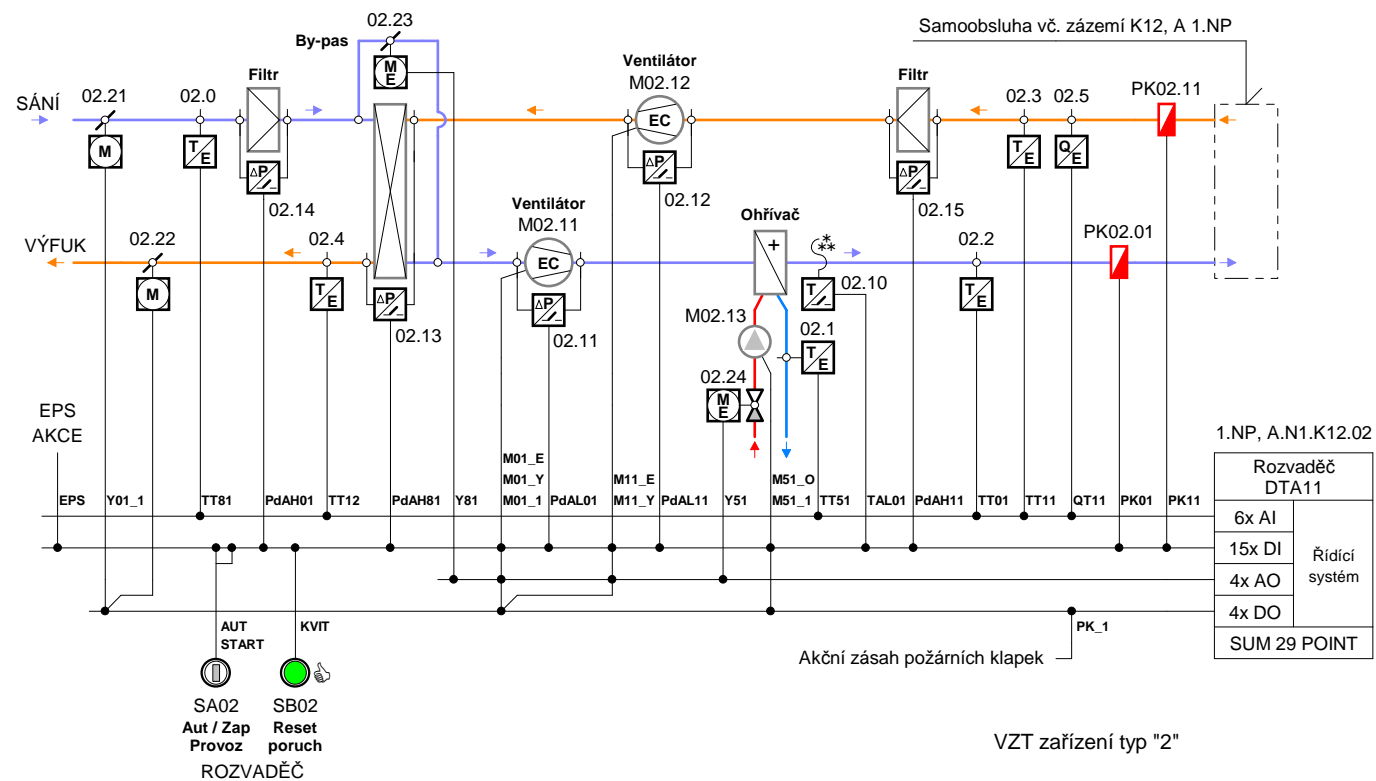 02.23
Samoobsluha vč. zázemí K12, A 1.NP
By-pas
M
E
Ventilátor
M02.12
Filtr
Filtr
02.21
02.0
02.3
02.5
PK02.11
SÁNÍ
EC
M
T
E
ΔP
ΔP
ΔP
T
E
Q
E
02.14
02.12
02.15
Ventilátor
M02.11
Ohřívač
VÝFUK
02.22
02.4
02.2
PK02.01
EC
+
M
T
E
ΔP
T
02.10
T
E
02.13
02.11
M02.13
02.1
T
E
02.24
M
E
EPS
AKCE
1.NP, A.N1.K12.02
Rozvaděč
DTA11
M01_E
M01_Y
M01_1
M11_E
M11_Y
M51_O
M51_1
EPS
Y01_1
TT81
PdAH01
TT12
PdAH81
Y81
PdAL01
PdAL11
Y51
TT51
TAL01
PdAH11
TT01
TT11
QT11
PK01
PK11
6x AI
15x DI
4x AO
4x DO
Řídící
systém
SUM 29 POINT
AUT
START
KVIT
PK_1
Akční zásah požárních klapek
SA02
Aut / Zap
Provoz
SB02
Reset
poruch
ROZVADĚČ
VZT zařízení typ "2"